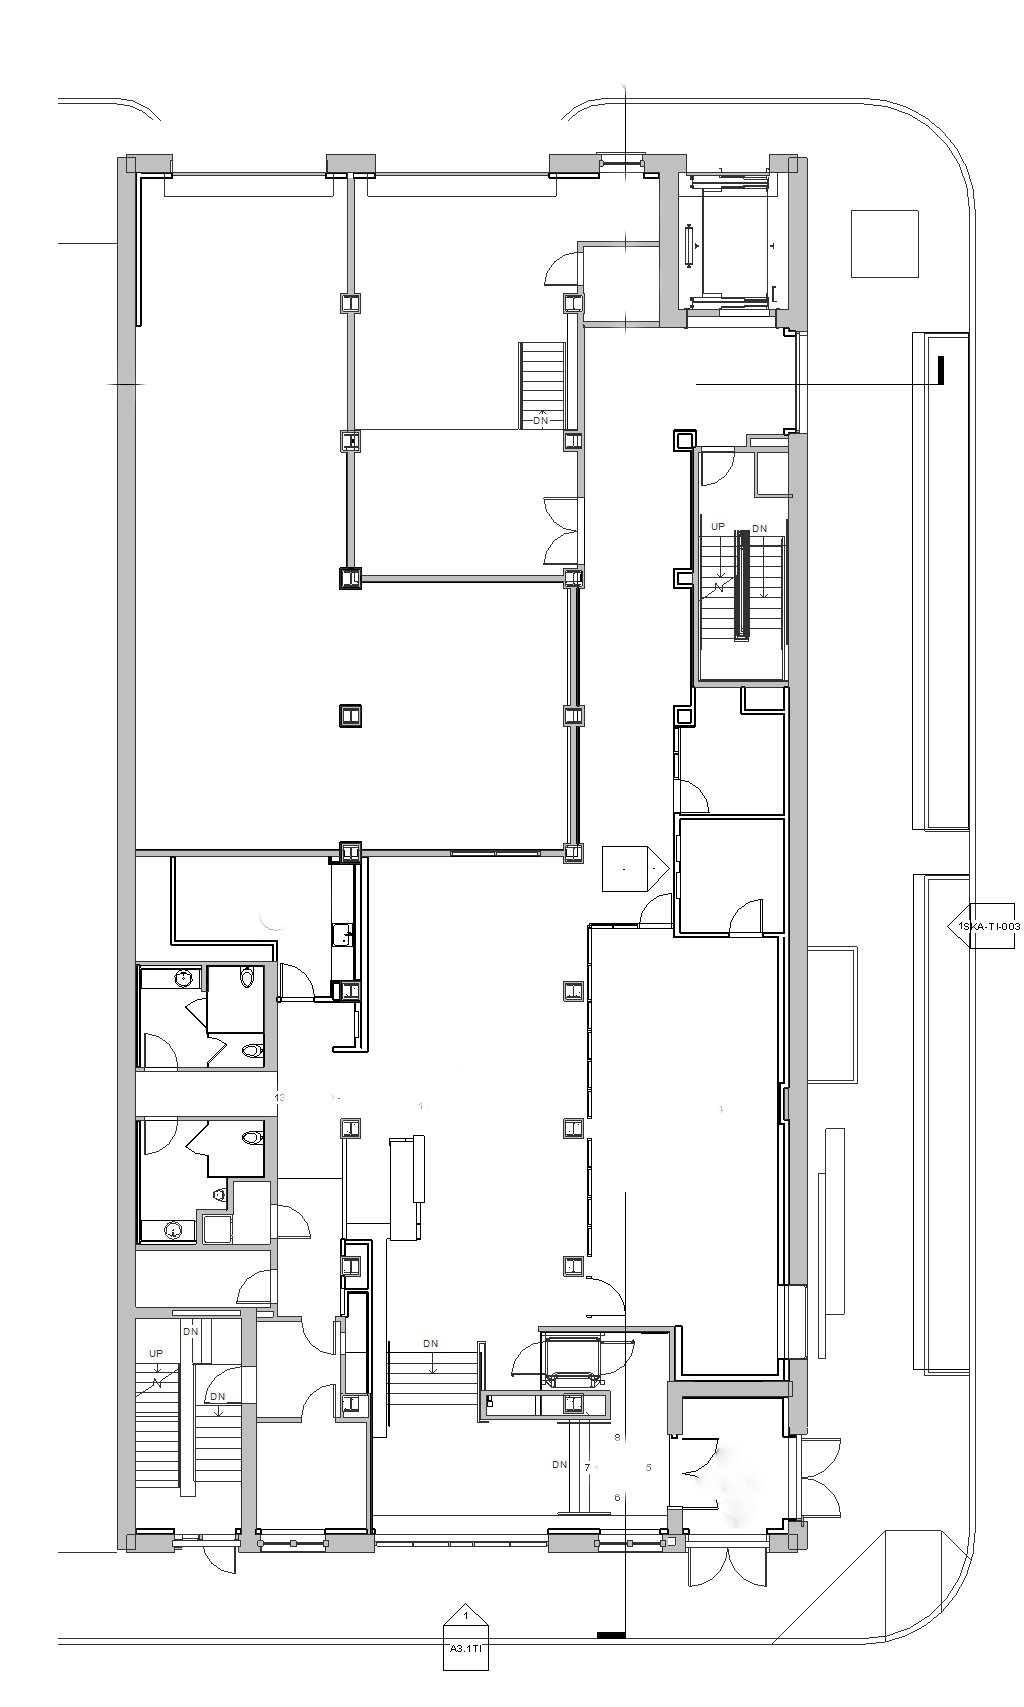 DN
UP
DN
1SKA-TI-003
13
1
1
DN
DN
UP
DN
8
DN
7
5
6
1
A3.1TI